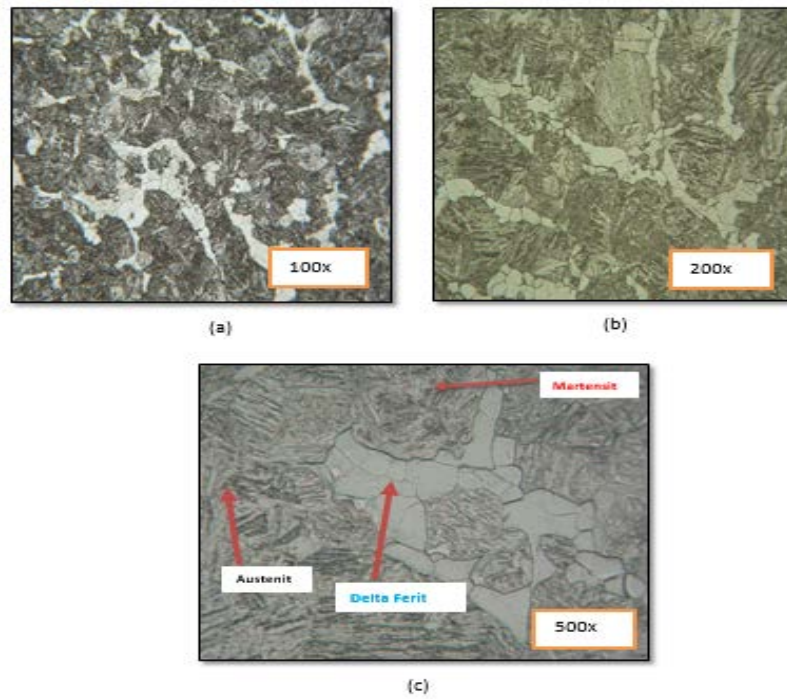 100x
200x
(a)
(b)
Martensit
Austenit
Delta Ferit
500x
(c)